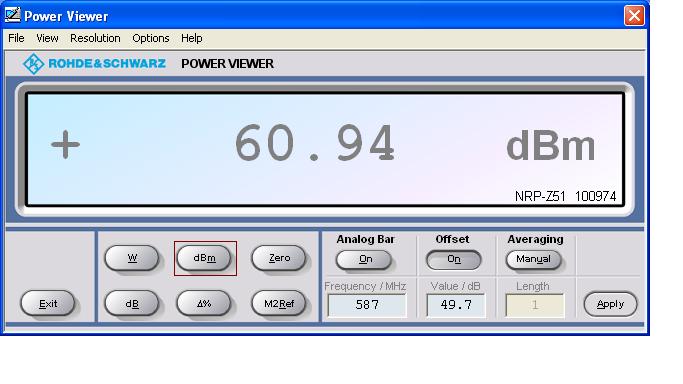 Power Viewer
File View Resolution Options Help
ROHDE&SCHWARZ POWER VIEWER
+ 60.94 dBm
NRP-Z51 100974
Analog Bar Offset Averaging
W dBm Zero On On Manual
Frequency / MHz Value / dB Length
Exit dB Δ% M2Ref 587 49.7 1 Apply